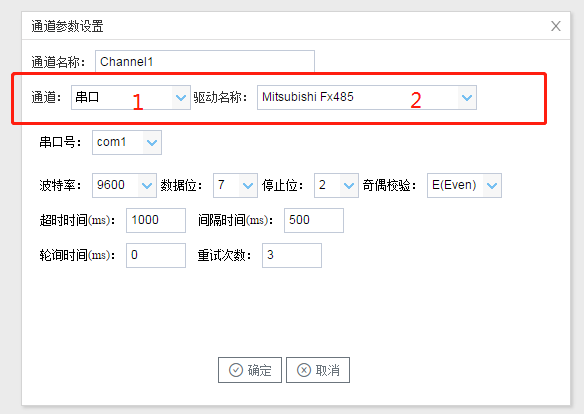 通道参数设置
通道名称： Channel1
通道： 串口 1 驱动名称： Mitsubishi Fx485 2
串口号： com1
波特率： 9600 数据位： 7 停止位： 2 奇偶校验： E(Even)
超时时间(ms)： 1000 间隔时间(ms)： 500
轮询时间(ms)： 0 重试次数： 3
确定 取消